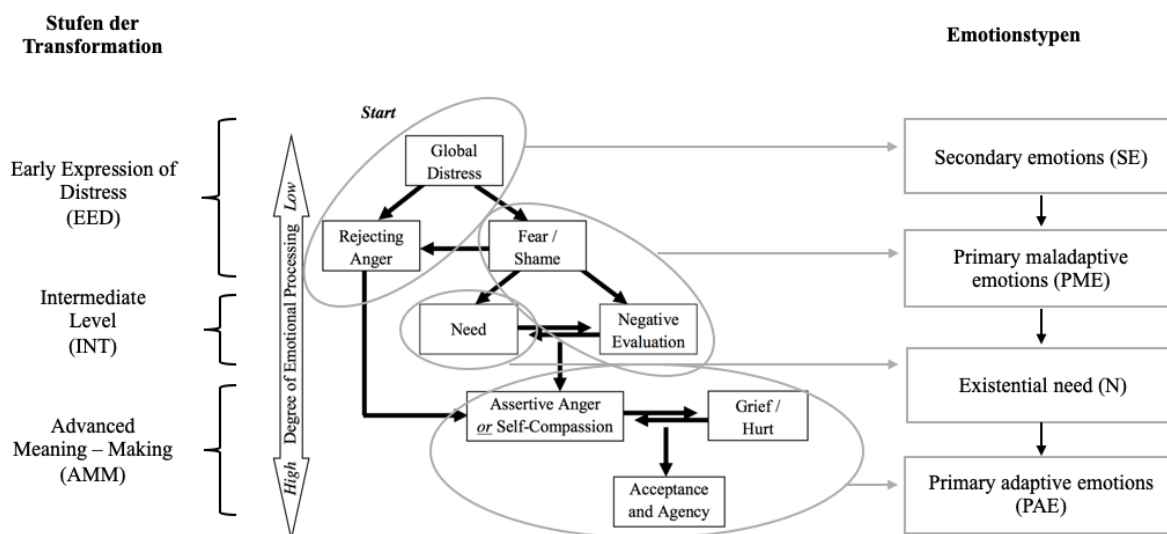 Stufen der
Transformation
Emotionstypen
Early Expression of
Distress
(EED)
Intermediate
Level
(INT)
Advanced
Meaning – Making
(AMM)
Low
Degree of Emotional Processing
High
Start
Global
Distress
Rejecting
Anger
Fear /
Shame
Need
Negative
Evaluation
Assertive Anger
or Self-Compassion
Grief /
Hurt
Acceptance
and Agency
Secondary emotions (SE)
Primary maladaptive
emotions (PME)
Existential need (N)
Primary adaptive emotions
(PAE)